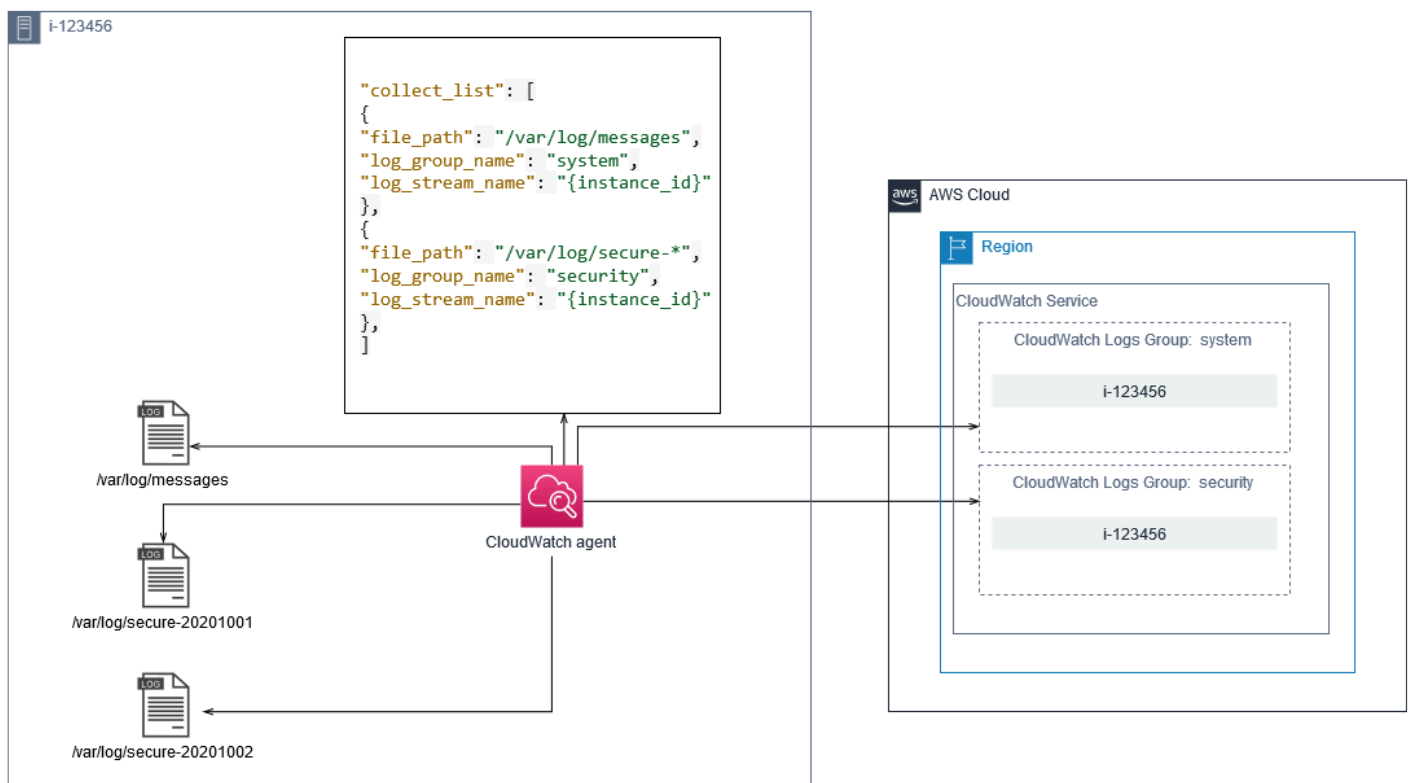 i-123456
"collect_list": [
{
"file_path": "/var/log/messages",
"log_group_name": "system",
"log_stream_name": "{instance_id}"
},
{
"file_path": "/var/log/secure-*",
"log_group_name": "security",
"log_stream_name": "{instance_id}"
},
]
LOG
/var/log/messages
LOG
/var/log/secure-20201001
LOG
/var/log/secure-20201002
CloudWatch agent
aws
AWS Cloud
Region
CloudWatch Service
CloudWatch Logs Group:  system
i-123456
CloudWatch Logs Group:  security
i-123456